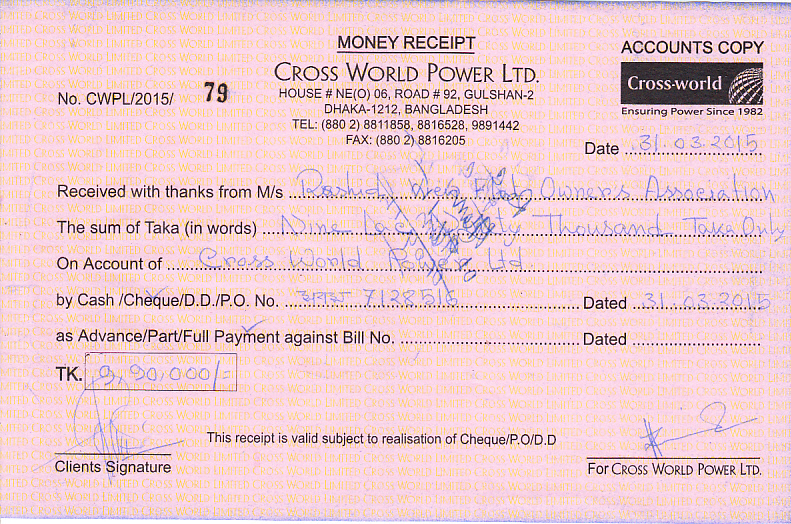 MONEY RECEIPT
ACCOUNTS COPY
CROSS WORLD POWER LTD.
Cross-world
Ensuring Power Since 1982
No. CWPL/2015/ 79
HOUSE # NE(O) 06, ROAD # 92, GULSHAN-2
DHAKA-1212, BANGLADESH
TEL: (880 2) 8811858, 8816528, 9891442
FAX: (880 2) 8816205
Date 31.03.2015
Received with thanks from M/s Rashid View Flat Owners Association
The sum of Taka (in words) Nine Lac Ninety Thousand Taka Only
On Account of Cross World Power Ltd.
by Cash /Cheque/D.D./P.O. No. 7128516 Dated 31.03.2015
as Advance/Part/Full Payment against Bill No. Dated
TK. 9,90,000/=
This receipt is valid subject to realisation of Cheque/P.O/D.D
Clients Signature
For CROSS WORLD POWER LTD.